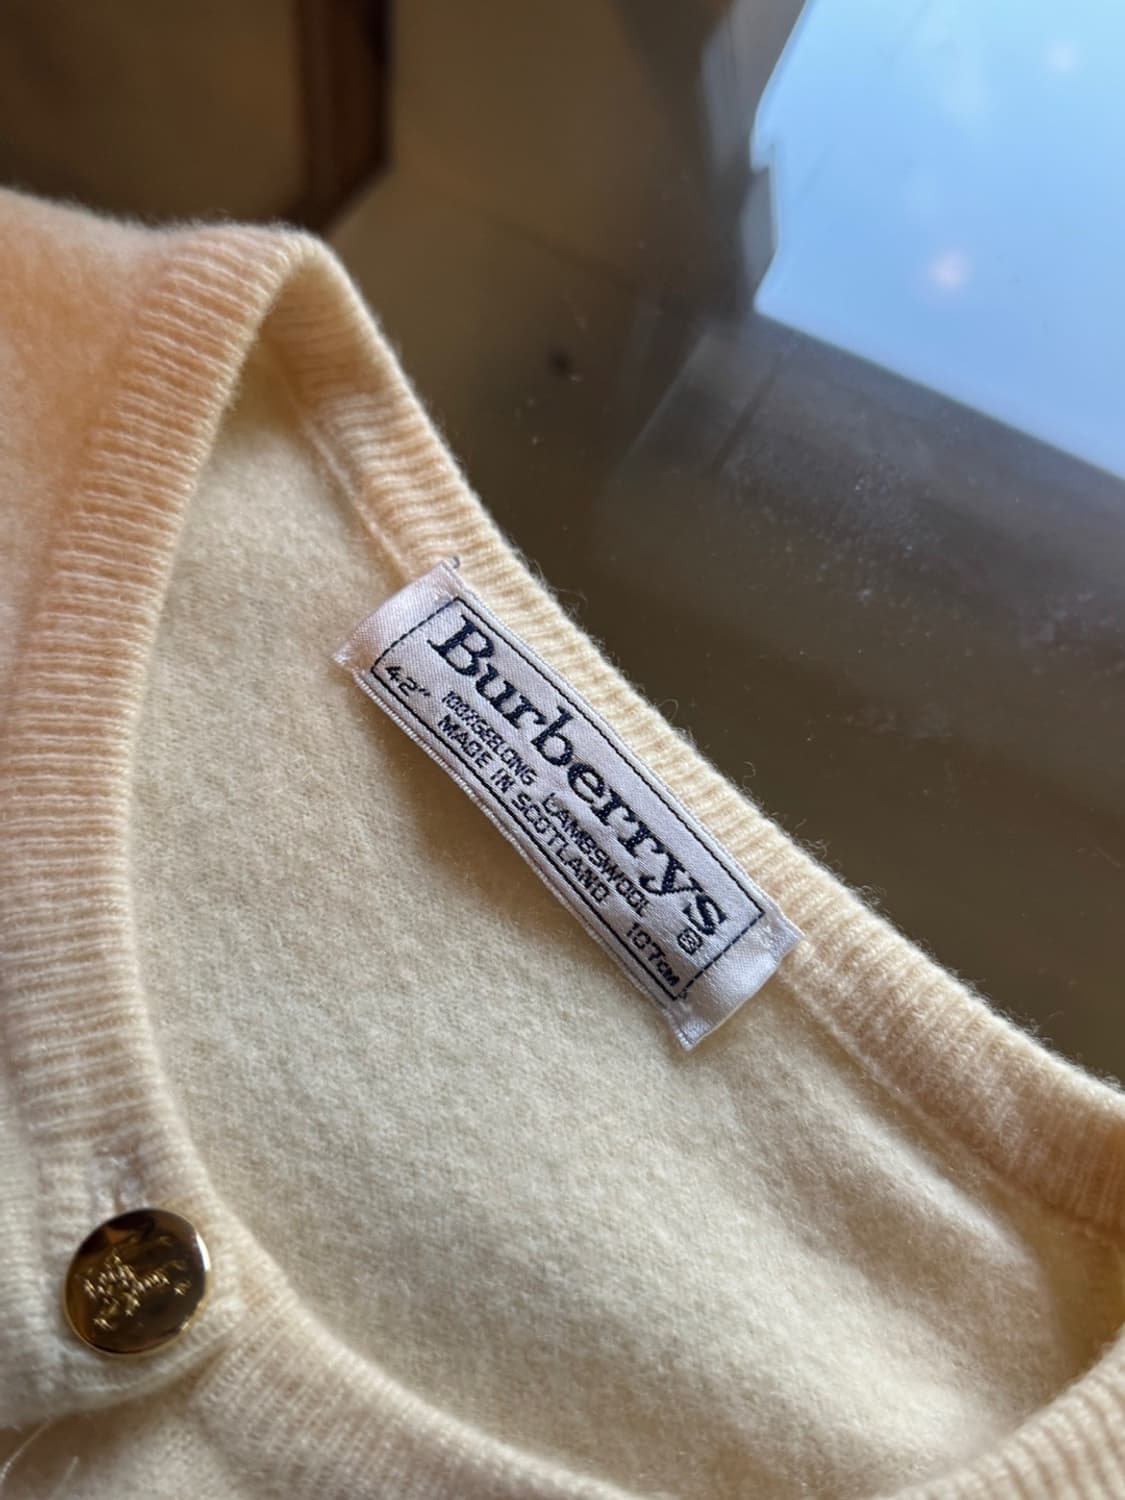 Burberrys ®
100% GEELONG LAMBSWOOL
42" MADE IN SCOTLAND 107cm